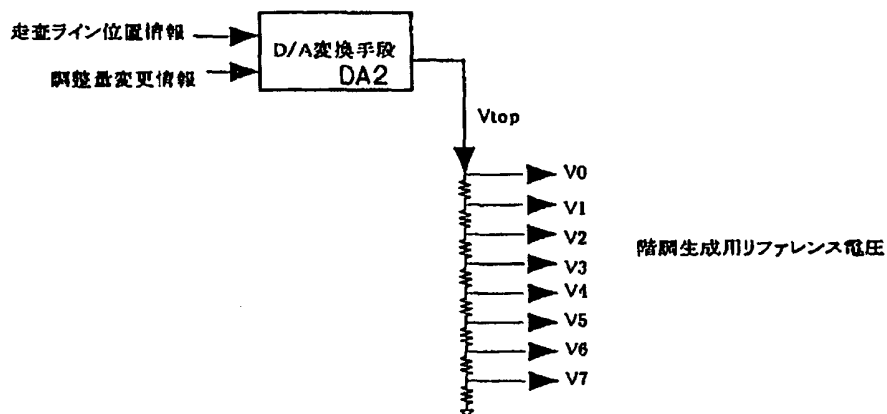 走査ライン位置情報
調整量変更情報
D/A変換手段
DA2
Vtop
V0
V1
V2
V3
V4
V5
V6
V7
階調生成用リファレンス電圧